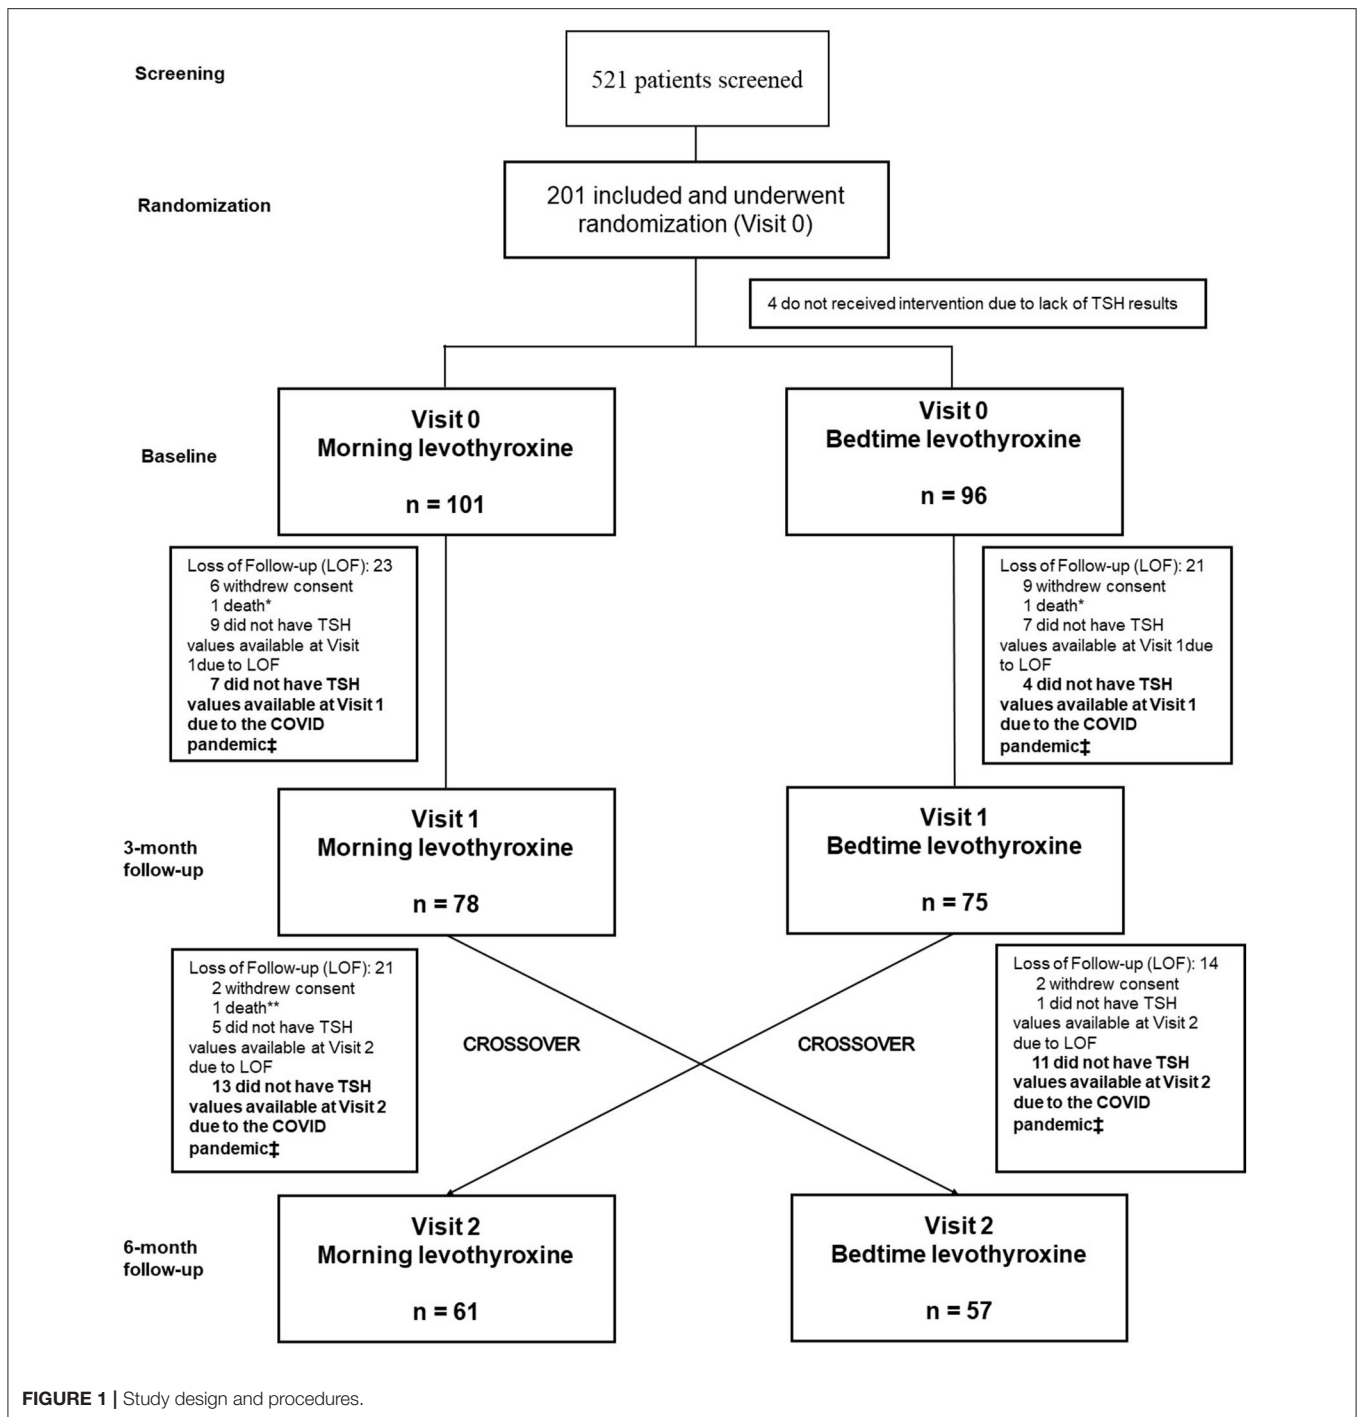 Screening
521 patients screened
Randomization
201 included and underwent
randomization (Visit 0)
4 do not received intervention due to lack of TSH results
Baseline
Visit 0
Morning levothyroxine
n = 101
Visit 0
Bedtime levothyroxine
n = 96
Loss of Follow-up (LOF): 23
6 withdrew consent
1 death*
9 did not have TSH
values available at Visit
1due to LOF
7 did not have TSH
values available at Visit 1
due to the COVID
pandemic‡
Loss of Follow-up (LOF): 21
9 withdrew consent
1 death*
7 did not have TSH
values available at Visit 1due
to LOF
4 did not have TSH
values available at Visit 1
due to the COVID
pandemic‡
3-month
follow-up
Visit 1
Morning levothyroxine
n = 78
Visit 1
Bedtime levothyroxine
n = 75
Loss of Follow-up (LOF): 21
2 withdrew consent
1 death**
5 did not have TSH
values available at Visit 2
due to LOF
13 did not have TSH
values available at Visit 2
due to the COVID
pandemic‡
CROSSOVER
CROSSOVER
Loss of Follow-up (LOF): 14
2 withdrew consent
1 did not have TSH
values available at Visit 2
due to LOF
11 did not have TSH
values available at Visit 2
due to the COVID
pandemic‡
6-month
follow-up
Visit 2
Morning levothyroxine
n = 61
Visit 2
Bedtime levothyroxine
n = 57
FIGURE 1 | Study design and procedures.